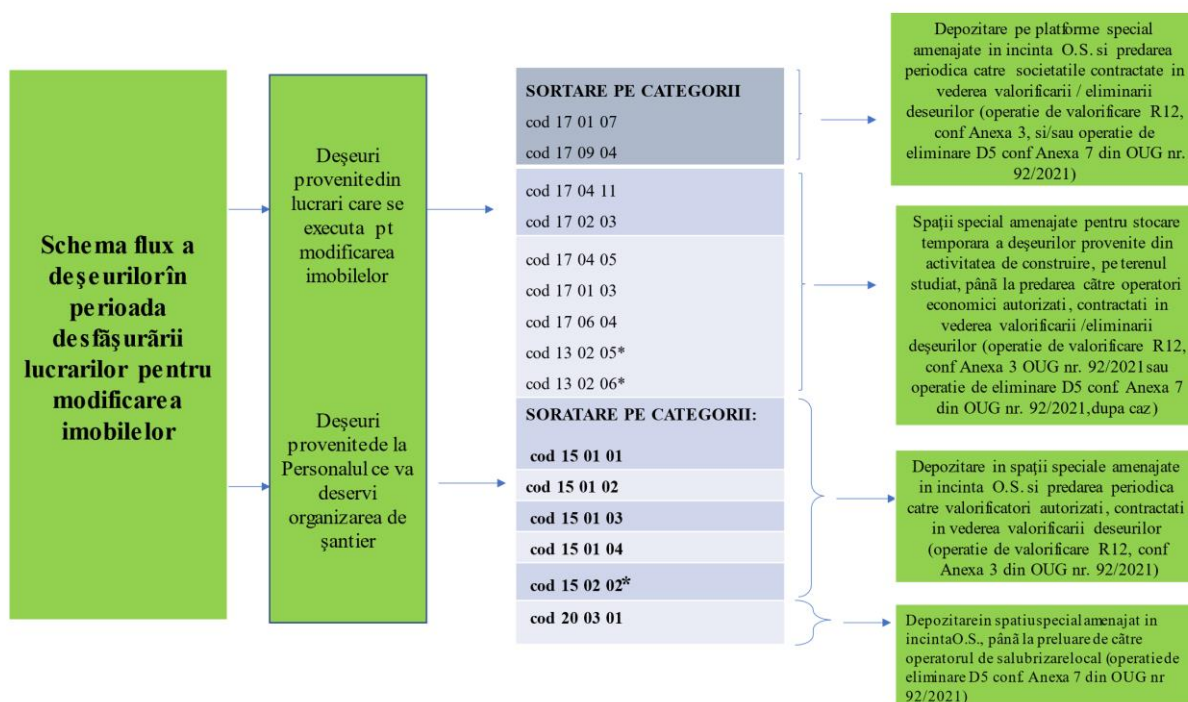 Schema flux a
deşeurilorîn
perioada
desfãşurãrii
lucrarilor pentru
modificarea
imobilelor
Deşeuri
provenitedin
lucrari care se
executa pt
modificarea
imobilelor
Deşeuri
provenitede la
Personalul ce va
deservi
organizarea de
şantier
SORTARE PE CATEGORII
cod 17 01 07
cod 17 09 04
cod 17 04 11
cod 17 02 03
cod 17 04 05
cod 17 01 03
cod 17 06 04
cod 13 02 05*
cod 13 02 06*
SORATARE PE CATEGORII:
cod 15 01 01
cod 15 01 02
cod 15 01 03
cod 15 01 04
cod 15 02 02*
cod 20 03 01
Depozitare pe platforme special
amenajate in incinta O.S. si predarea
periodica catre societatile contractate in
vederea valorificarii / eliminarii
deseurilor (operatie de valorificare R12,
conf Anexa 3, si/sau operatie de
eliminare D5 conf Anexa 7 din OUG nr.
92/2021)
Spaţii special amenajate pentru stocare
temporara a deşeurilor provenite din
activitatea de construire, pe terenul
studiat, pânã la predarea cãtre operatori
economici autorizati, contractati in
vederea valorificarii /eliminarii
deşeurilor (operatie de valorificare R12,
conf Anexa 3 OUG nr. 92/2021 sau
operatie de eliminare D5 conf. Anexa 7
din OUG nr. 92/2021,dupa caz)
Depozitare in spaţii speciale amenajate
in incinta O.S. si predarea periodica
catre valorificatori autorizati, contractati
in vederea valorificarii deseurilor
(operatie de valorificare R12, conf
Anexa 3 din OUG nr. 92/2021)
Depozitarein spatiu special amenajat in
incinta O.S., pânã la preluare de cãtre
operatorul de salubrizare local (operatie de
eliminare D5 conf. Anexa 7 din OUG nr
92/2021)